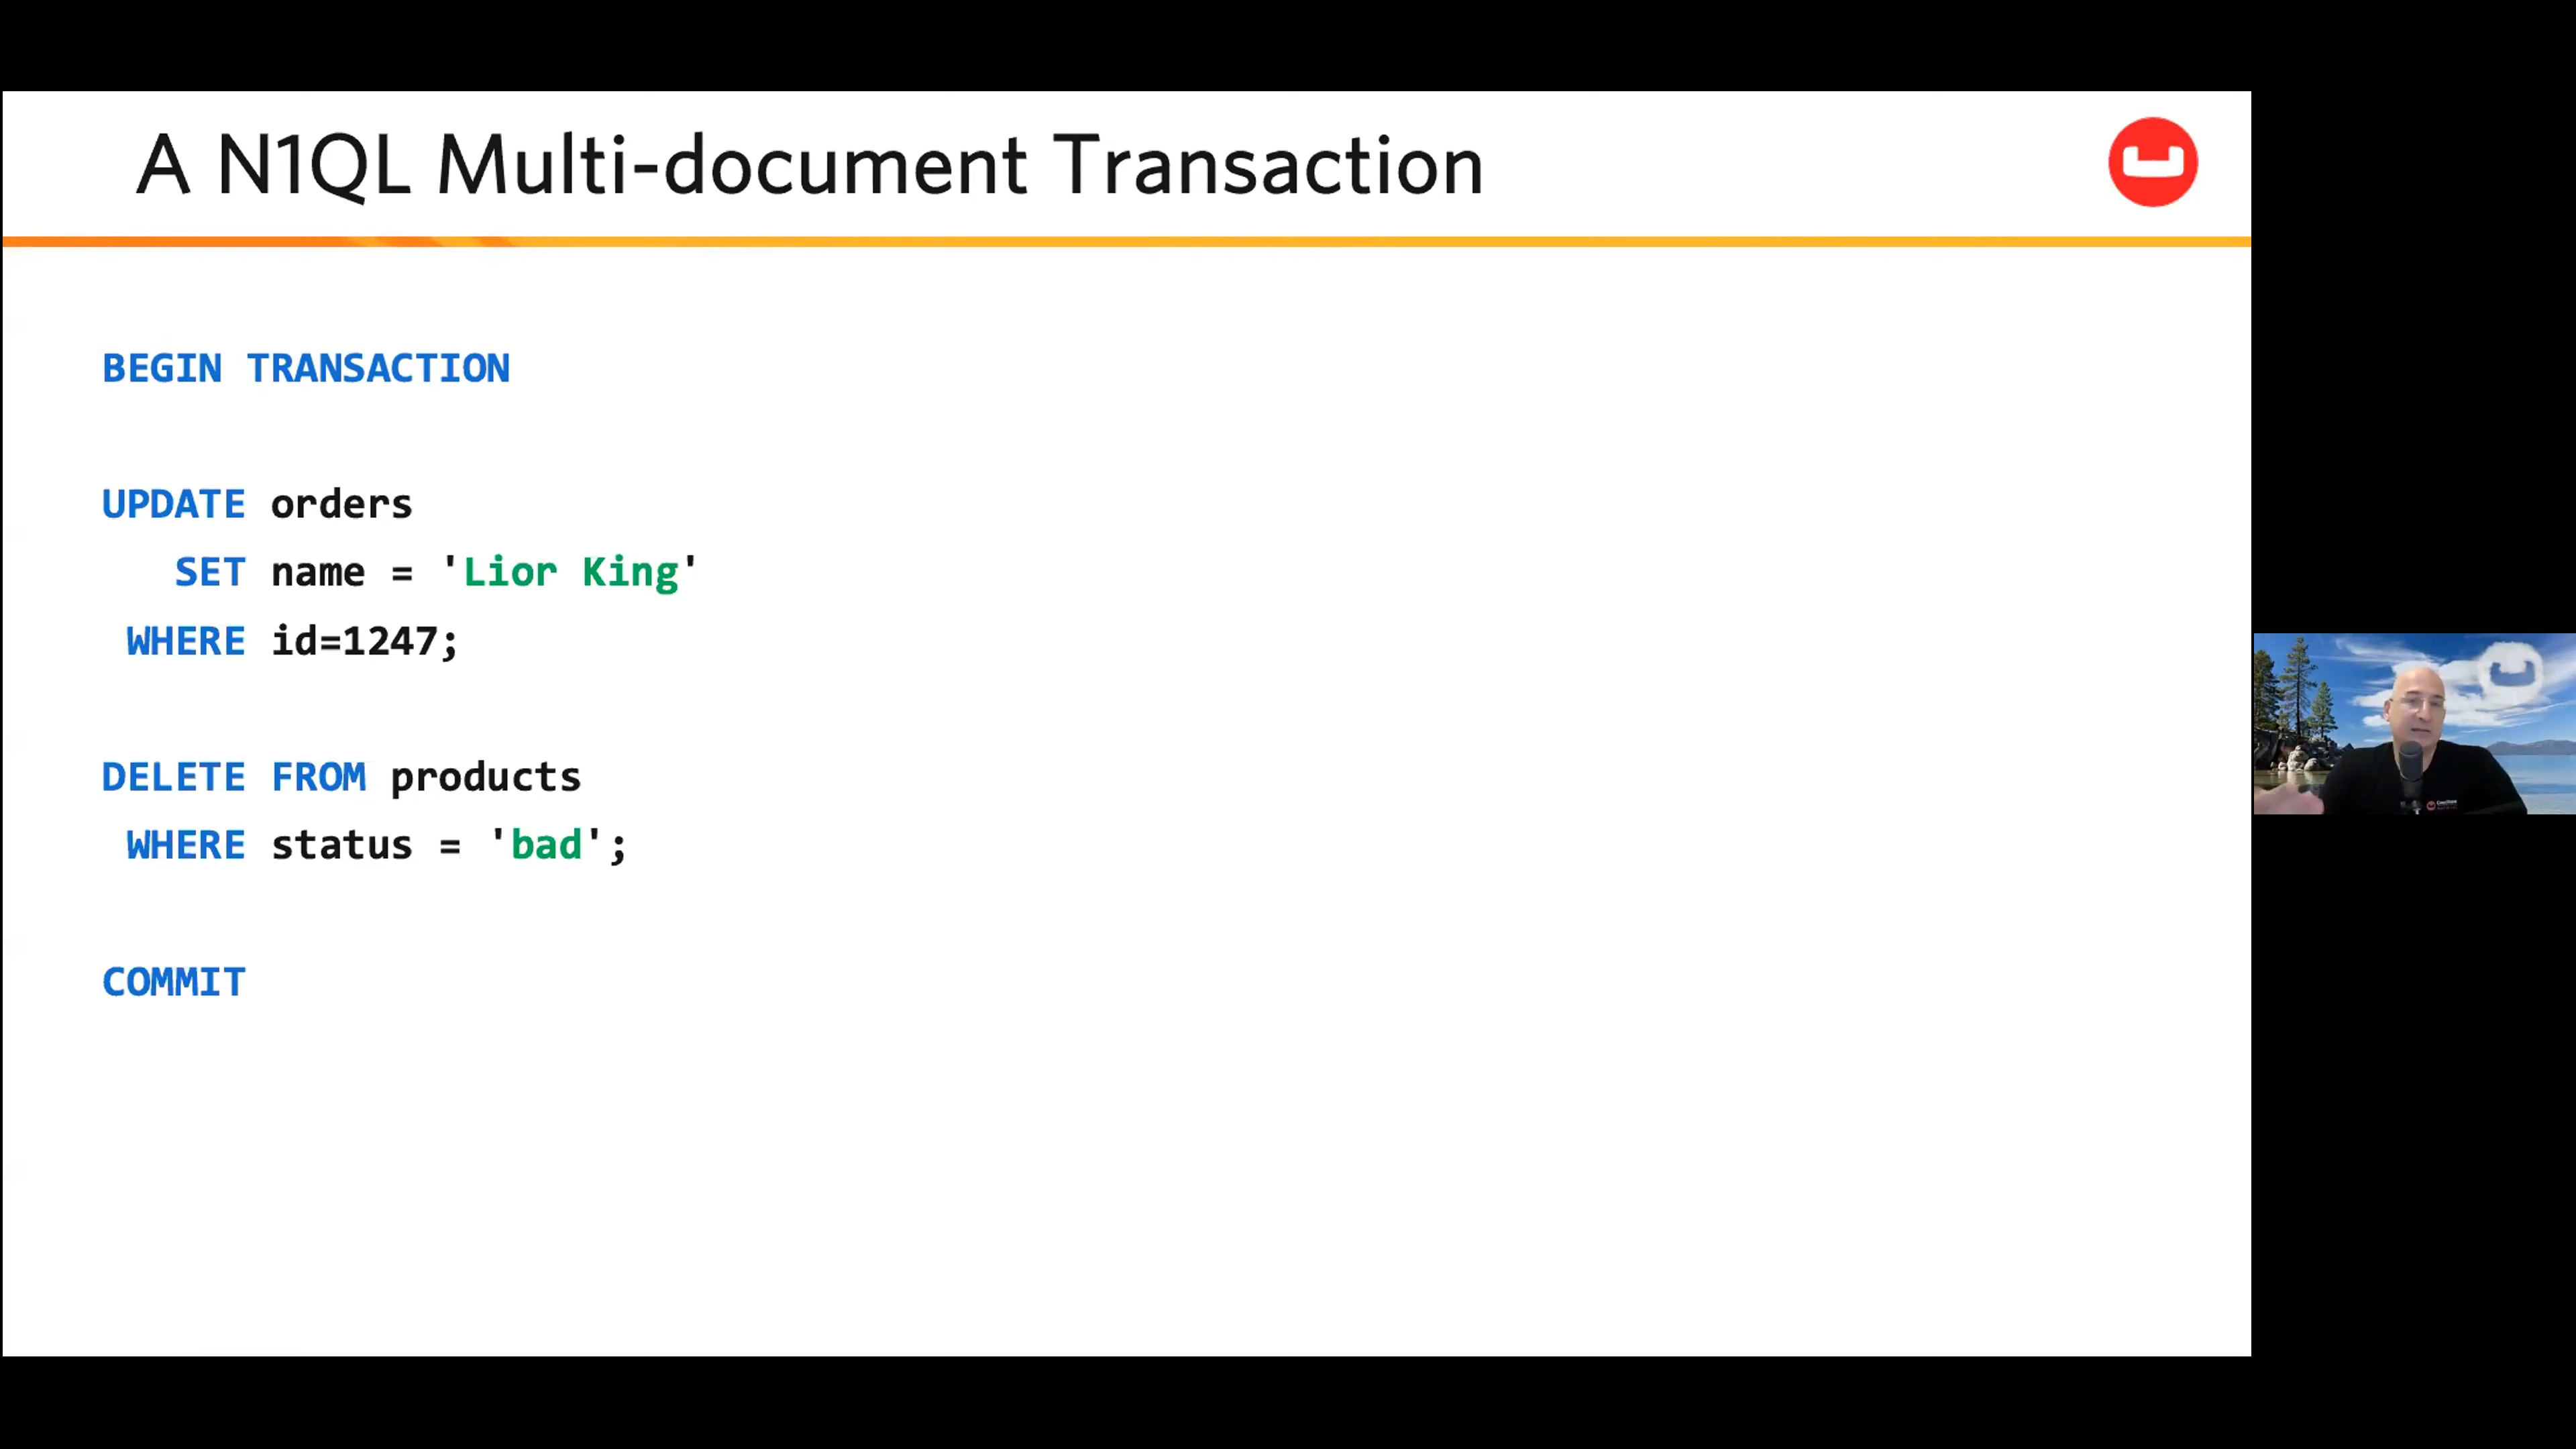 A N1QL Multi-document Transaction
BEGIN TRANSACTION
UPDATE orders
SET name = 'Lior King'
WHERE id=1247;
DELETE FROM products
WHERE status = 'bad';
COMMIT